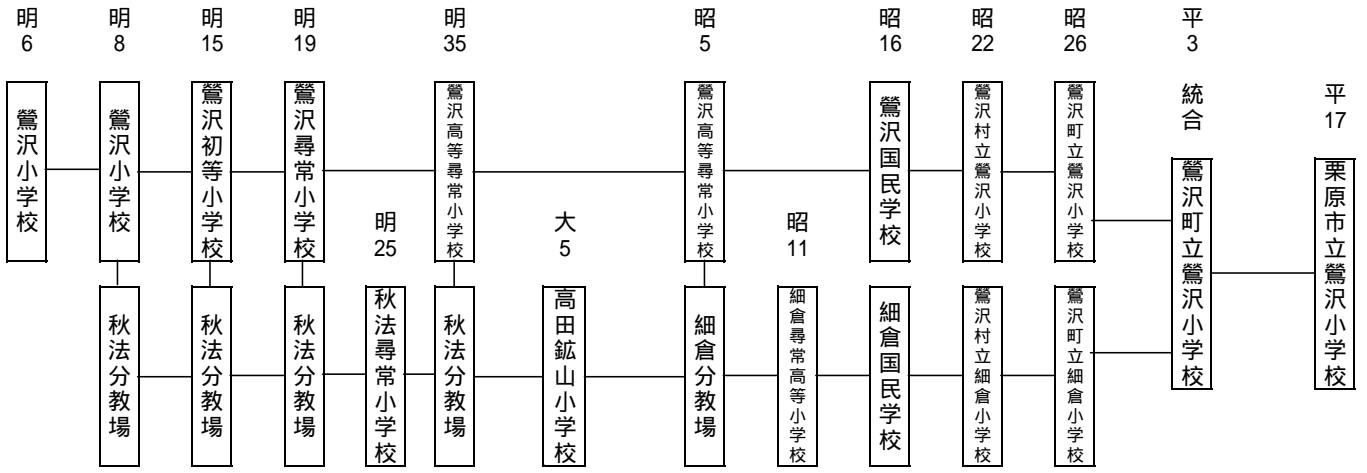 明
6
明
8
明
15
明
19
明
35
昭
5
昭
16
昭
22
昭
26
平
3
統合
平
17
鶯沢小学校
鶯沢小学校
鶯沢初等小学校
鶯沢尋常小学校
鶯沢高等尋常小学校
鶯沢高等尋常小学校
鶯沢国民学校
鶯沢村立鶯沢小学校
鶯沢町立鶯沢小学校
鶯沢町立鶯沢小学校
栗原市立鶯沢小学校
明
25
大
5
昭
11
秋法分教場
秋法分教場
秋法分教場
秋法尋常小学校
秋法分教場
高田鉱山小学校
細倉分教場
細倉尋常高等小学校
細倉国民学校
鶯沢村立細倉小学校
鶯沢町立細倉小学校